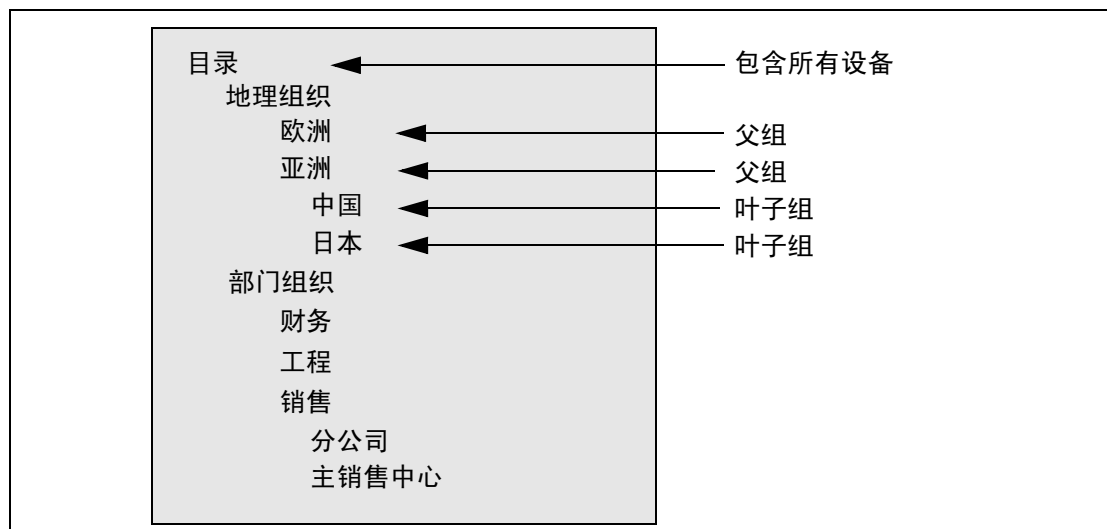 目录 包含所有设备
地理组织
欧洲 父组
亚洲 父组
中国 叶子组
日本 叶子组
部门组织
财务
工程
销售
分公司
主销售中心